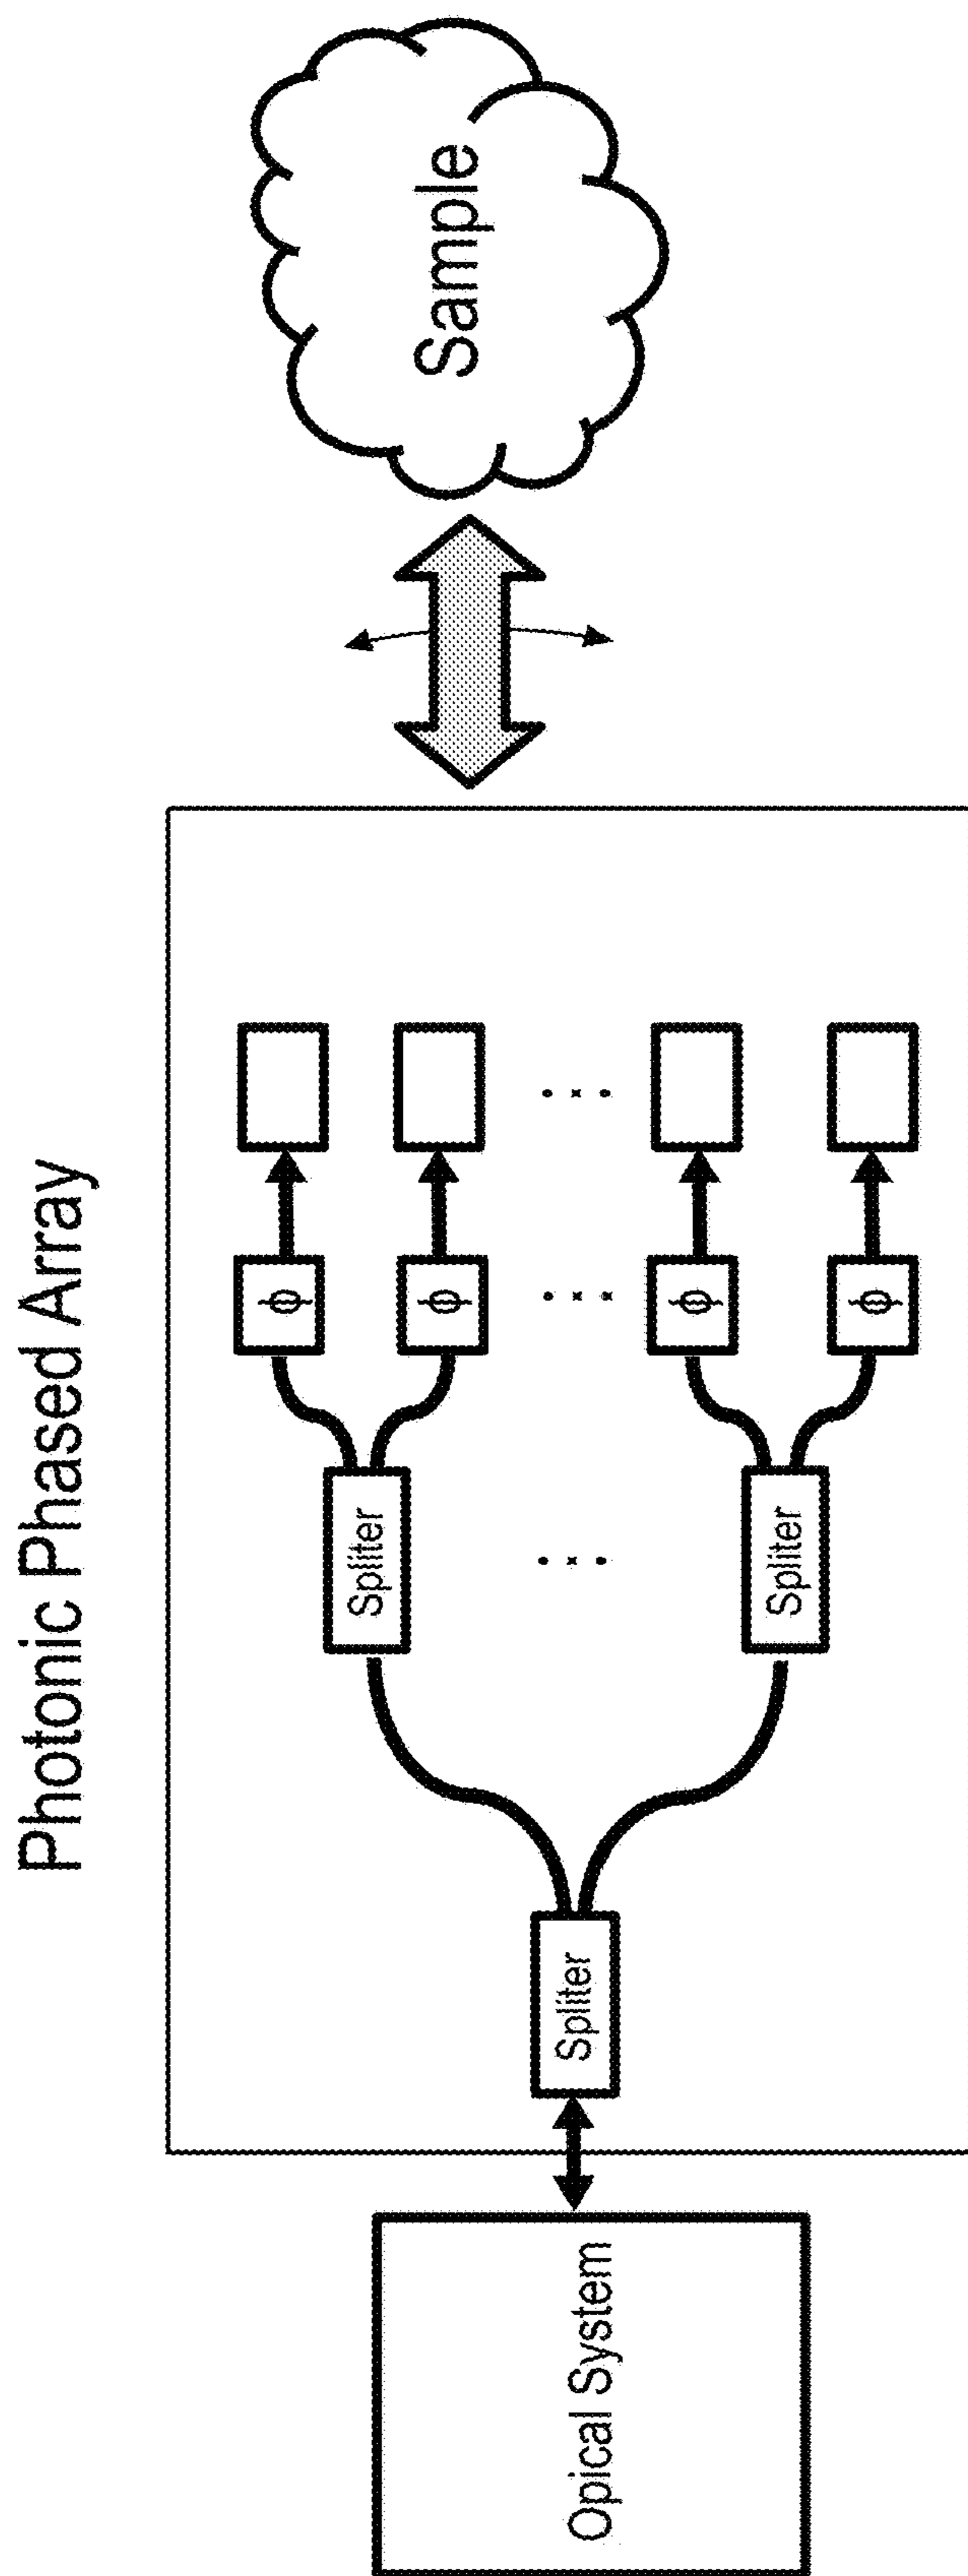 Photonic Phased Array
Opical System
Spliter
Spliter
Spliter
ϕ
ϕ
ϕ
ϕ
Sample